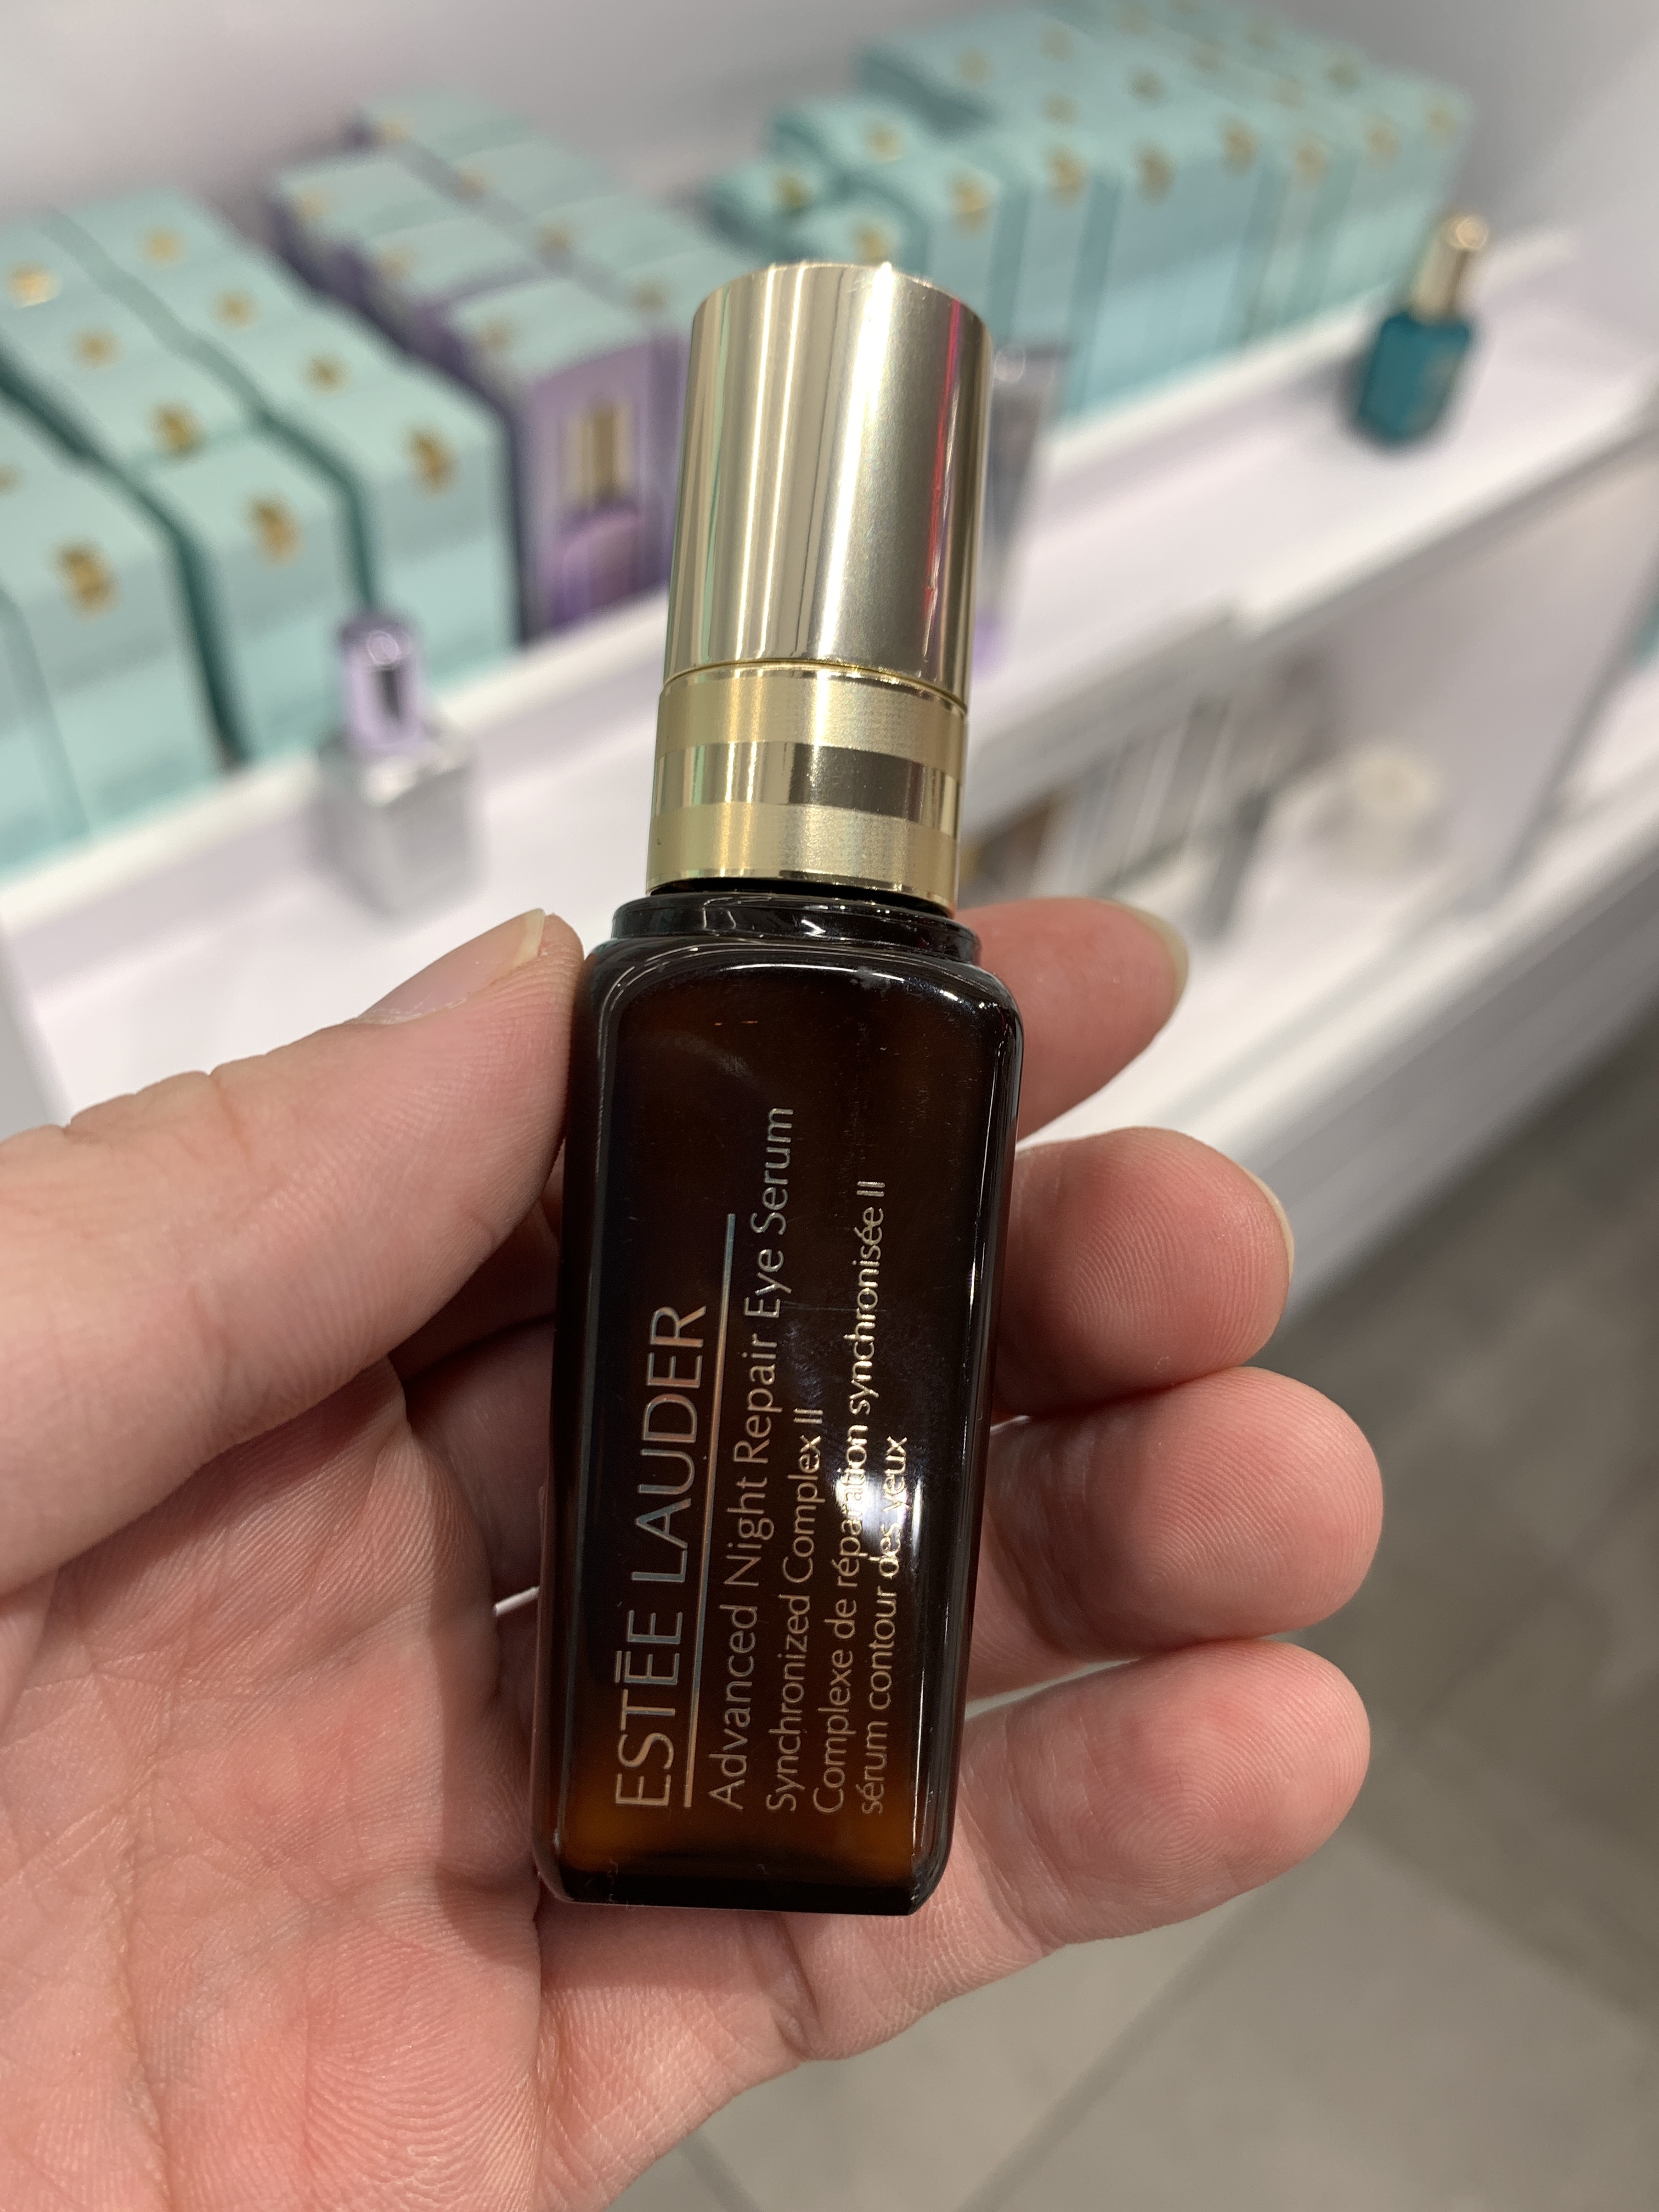 ESTĒE LAUDER
Advanced Night Repair Eye Serum
Synchronized Complex II
Complexe de réparation synchronisée II
sérum contour des yeux